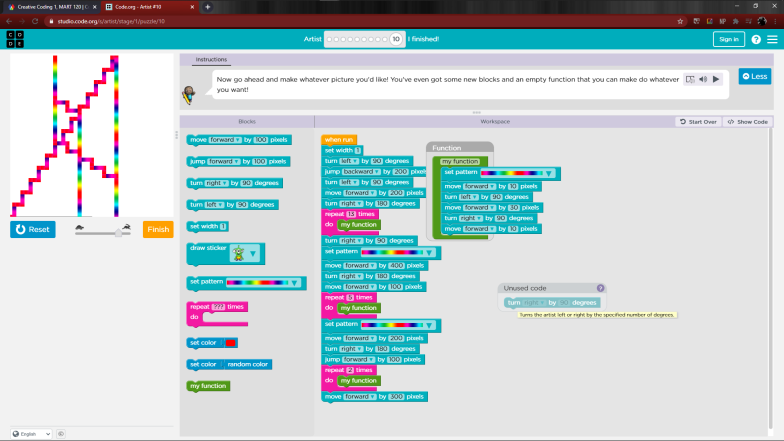 Creative Coding 1, MART 120 | C
Code.org - Artist #10
studio.code.org/s/artist/stage/1/puzzle/10
C O
D E
Artist
10
I finished!
Sign in
Instructions
Now go ahead and make whatever picture you'd like! You've even got some new blocks and an empty function that you can make do whatever
you want!
Less
Blocks
Workspace
Start Over
Show Code
Reset
Finish
move forward by 100 pixels
jump forward by 100 pixels
turn right by 90 degrees
turn left by 90 degrees
set width 1
draw sticker
set pattern
repeat ??? times
do
set color
set color random color
my function
when run
set width 1
turn left by 90 degrees
jump backward by 200 pixels
turn left by 90 degrees
move forward by 200 pixels
turn right by 180 degrees
repeat 13 times
do my function
turn right by 90 degrees
set pattern
move forward by 400 pixels
turn right by 180 degrees
move forward by 100 pixels
repeat 5 times
do my function
set pattern
move forward by 200 pixels
turn right by 180 degrees
jump forward by 100 pixels
repeat 2 times
do my function
move forward by 300 pixels
Function
my function
set pattern
move forward by 10 pixels
turn left by 90 degrees
move forward by 30 pixels
turn right by 90 degrees
move forward by 10 pixels
Unused code
turn right by 90 degrees
Turns the artist left or right by the specified number of degrees.
English